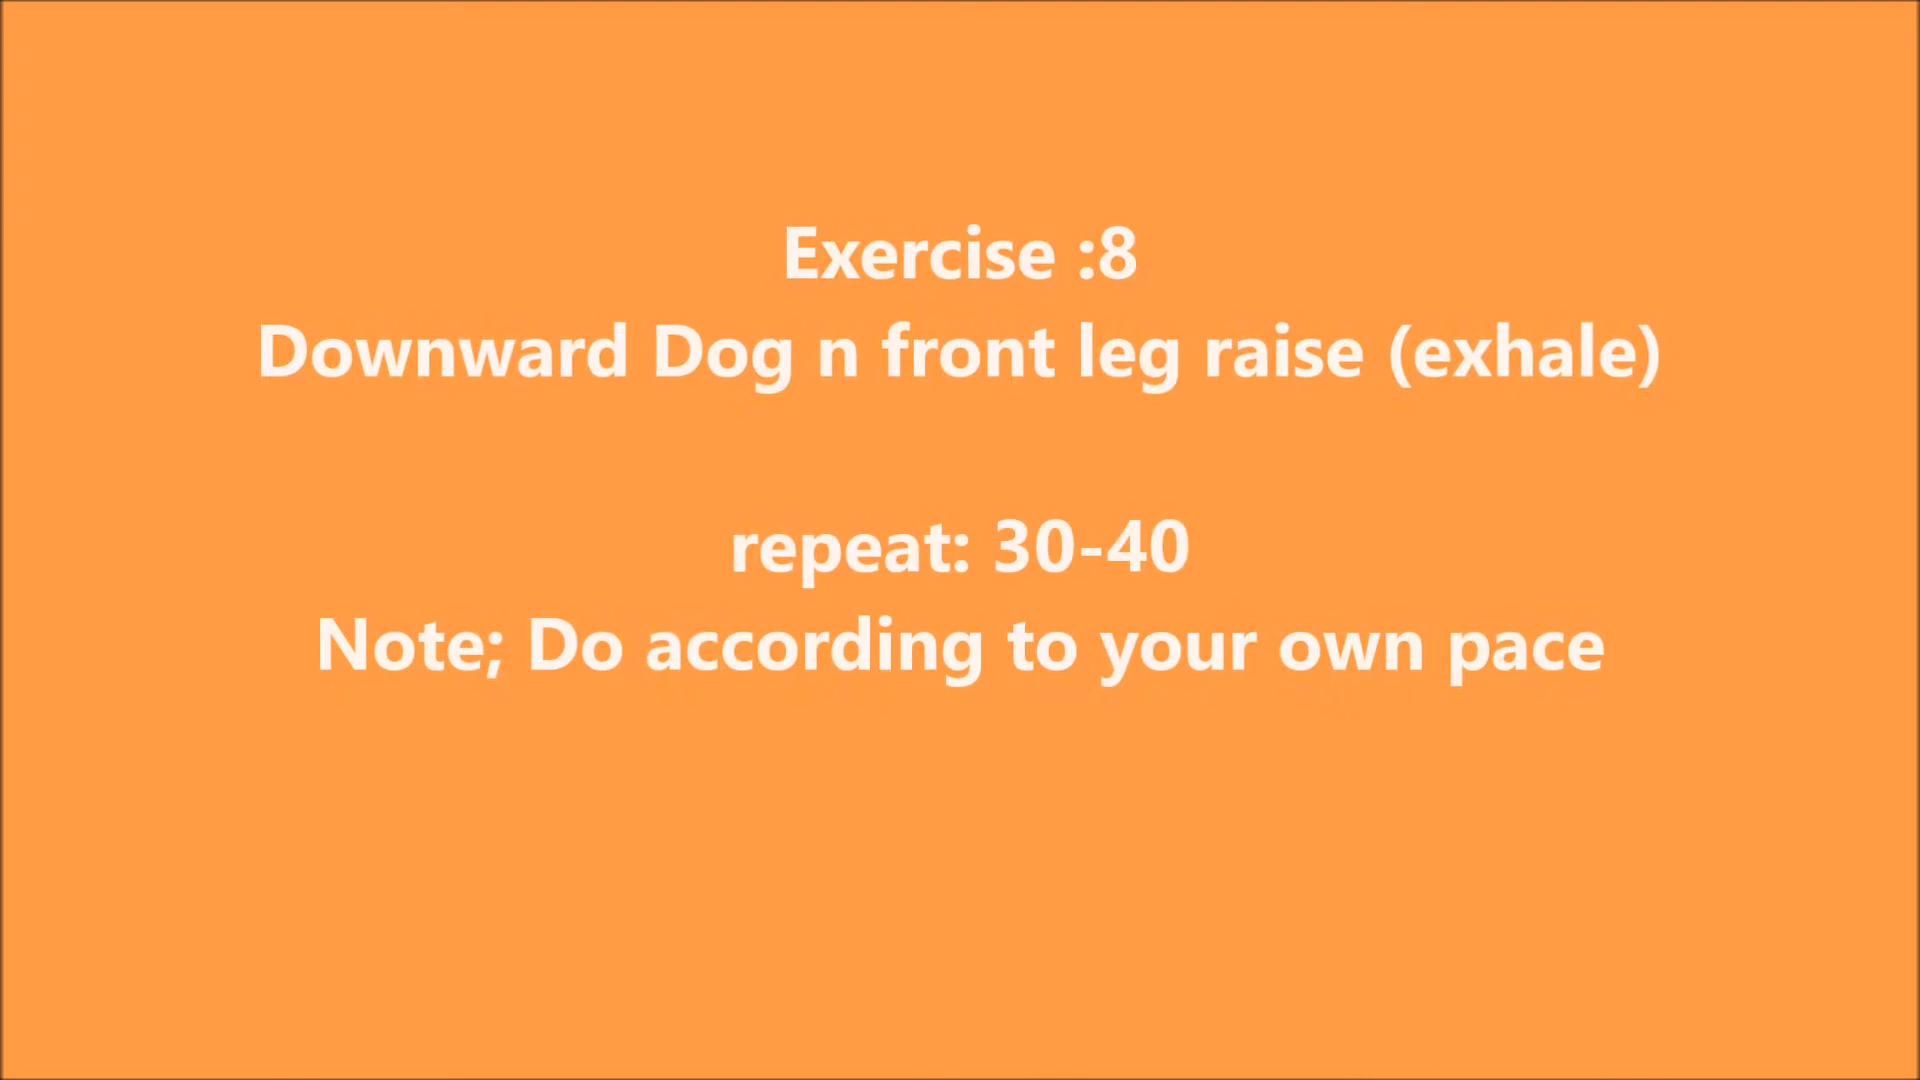 Exercise :8
Downward Dog n front leg raise (exhale)
repeat: 30-40
Note; Do according to your own pace